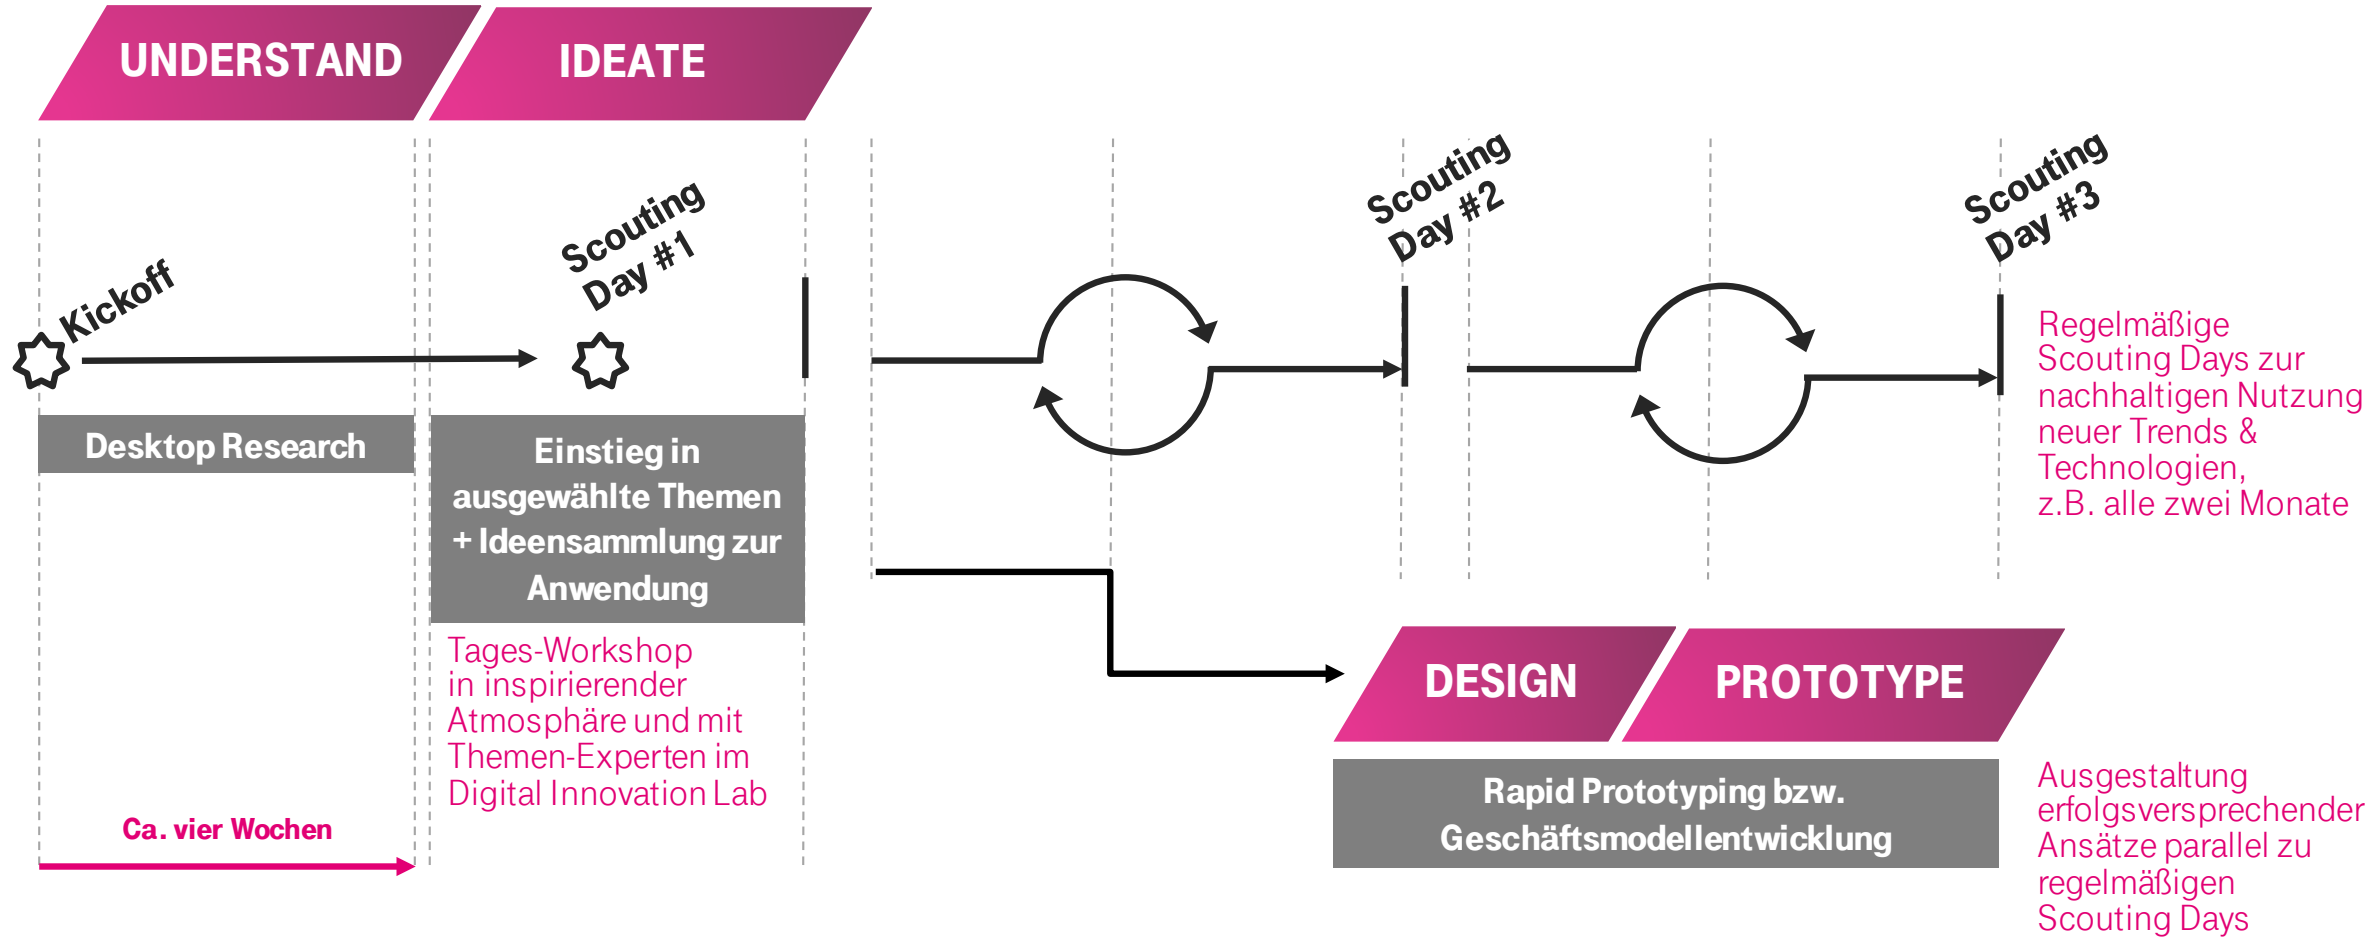 UNDERSTAND
IDEATE
Kickoff
Scouting
Day #1
Scouting
Day #2
Scouting
Day #3
Desktop Research
Einstieg in
ausgewählte Themen
+ Ideensammlung zur
Anwendung
Tages-Workshop
in inspirierender
Atmosphäre und mit
Themen-Experten im
Digital Innovation Lab
Ca. vier Wochen
Regelmäßige
Scouting Days zur
nachhaltigen Nutzung
neuer Trends &
Technologien,
z.B. alle zwei Monate
DESIGN
PROTOTYPE
Rapid Prototyping bzw.
Geschäftsmodellentwicklung
Ausgestaltung
erfolgsversprechender
Ansätze parallel zu
regelmäßigen
Scouting Days